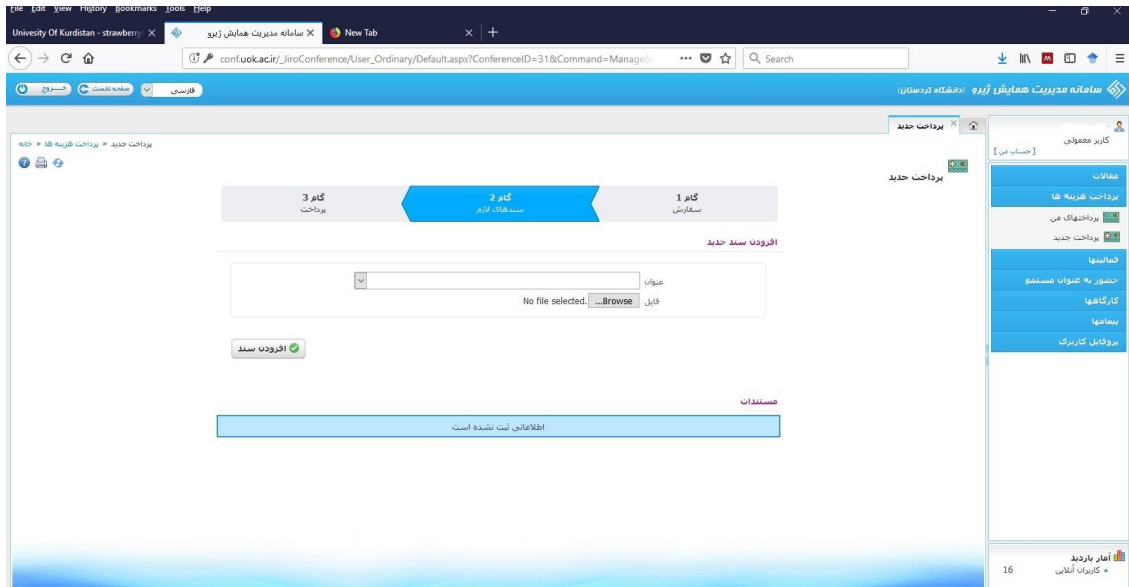 File Edit View History Bookmarks Tools Help
Univesity Of Kurdistan - strawberry
سامانه مدیریت همایش ژیرو
New Tab
conf.uok.ac.ir/_JiroConference/User_Ordinary/Default.aspx?ConferenceID=31&Command=Manage
Search
سامانه مدیریت همایش ژیرو (دانشگاه کردستان)
فارسی
صفحه نخست
خـــروج
پرداخت جدید
کاربر معمولی
[ حساب من ]
خانه » پرداخت هزینه ها » پرداخت جدید
پرداخت جدید
مقالات
پرداخت هزینه ها
پرداختهای من
پرداخت جدید
فعالیتها
حضور به عنوان مستمع
کارگاهها
پیغامها
پروفایل کاربری
گام 1
سفارش
گام 2
سندهای لازم
گام 3
پرداخت
افزودن سند جدید
عنوان
فایل Browse... No file selected.
افزودن سند
مستندات
اطلاعاتی ثبت نشده است
آمار بازدید
کاربران آنلاین 16